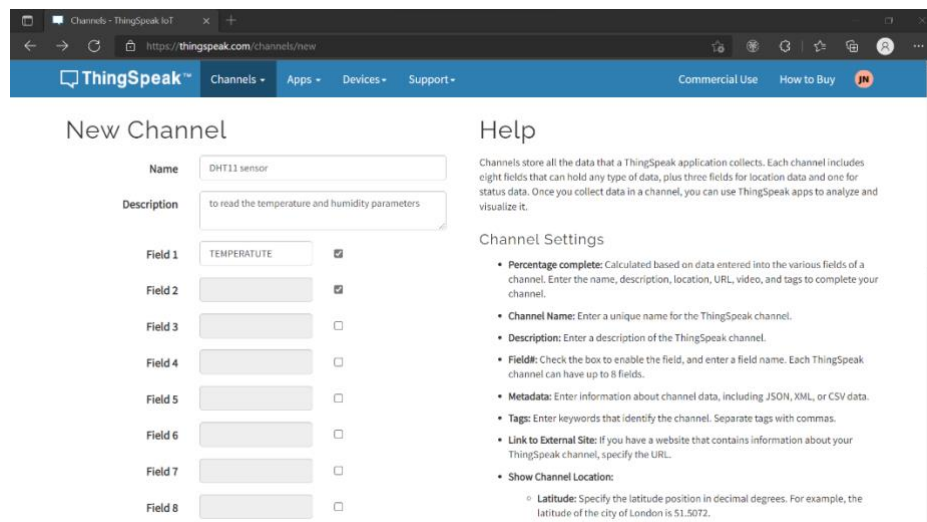 Channels - ThingSpeak IoT
https://thingspeak.com/channels/new
ThingSpeak™ Channels Apps Devices Support Commercial Use How to Buy JN
New Channel
Name DHT11 sensor
Description to read the temperature and humidity parameters
Field 1 TEMPERATUTE
Field 2
Field 3
Field 4
Field 5
Field 6
Field 7
Field 8
Help
Channels store all the data that a ThingSpeak application collects. Each channel includes
eight fields that can hold any type of data, plus three fields for location data and one for
status data. Once you collect data in a channel, you can use ThingSpeak apps to analyze and
visualize it.
Channel Settings
• Percentage complete: Calculated based on data entered into the various fields of a
channel. Enter the name, description, location, URL, video, and tags to complete your
channel.
• Channel Name: Enter a unique name for the ThingSpeak channel.
• Description: Enter a description of the ThingSpeak channel.
• Field#: Check the box to enable the field, and enter a field name. Each ThingSpeak
channel can have up to 8 fields.
• Metadata: Enter information about channel data, including JSON, XML, or CSV data.
• Tags: Enter keywords that identify the channel. Separate tags with commas.
• Link to External Site: If you have a website that contains information about your
ThingSpeak channel, specify the URL.
• Show Channel Location:
◦ Latitude: Specify the latitude position in decimal degrees. For example, the
latitude of the city of London is 51.5072.